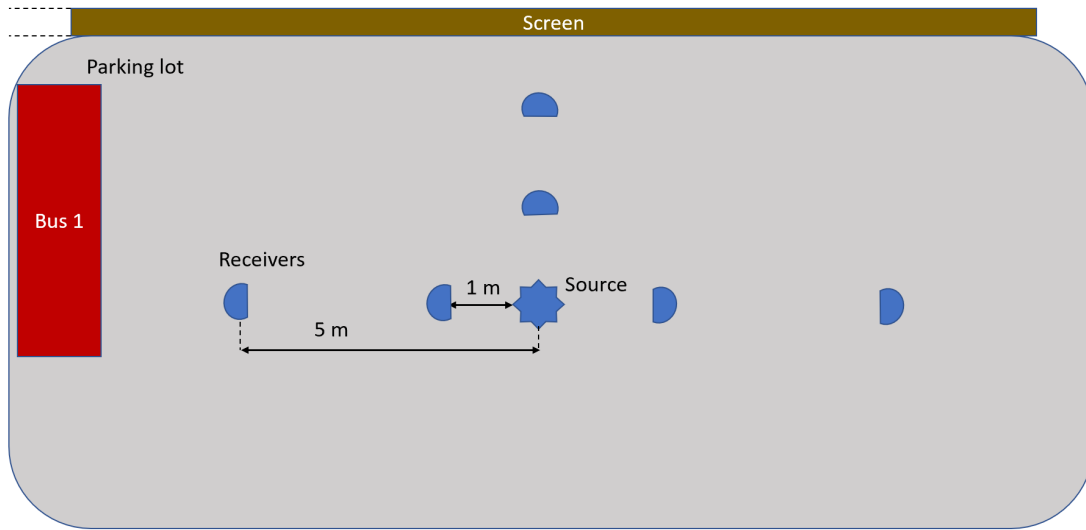 Screen
Parking lot
Bus 1
Receivers
1 m
Source
5 m